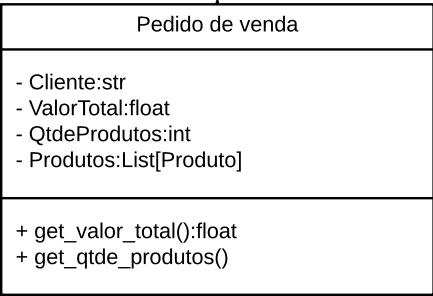 Pedido de venda
- Cliente:str
- ValorTotal:float
- QtdeProdutos:int
- Produtos:List[Produto]
+ get_valor_total():float
+ get_qtde_produtos()